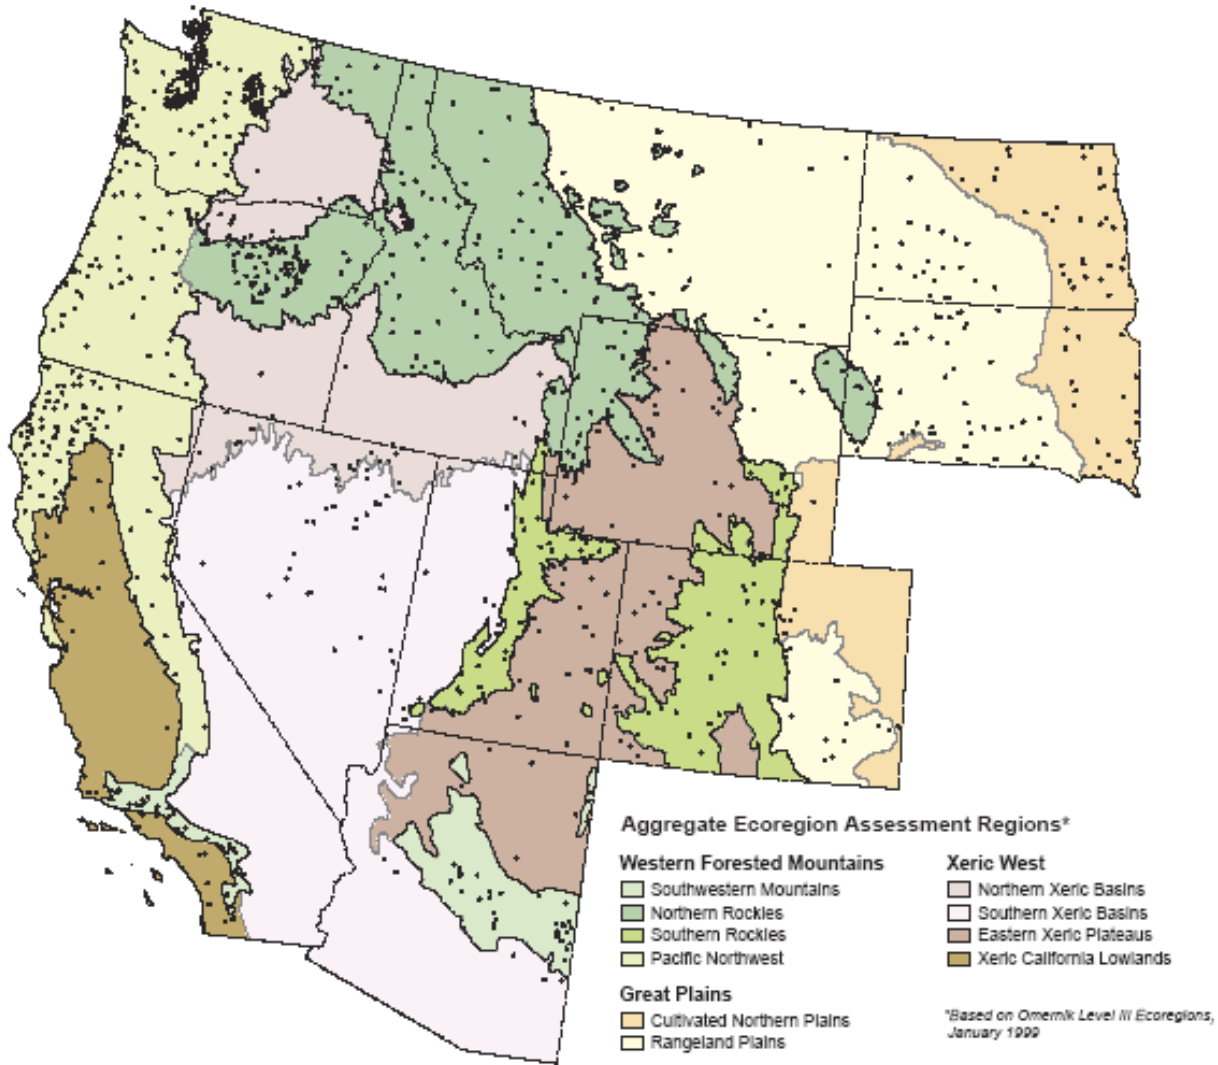 Aggregate Ecoregion Assessment Regions*
Western Forested Mountains
Southwestern Mountains
Northern Rockies
Southern Rockies
Pacific Northwest
Great Plains
Cultivated Northern Plains
Rangeland Plains
Xeric West
Northern Xeric Basins
Southern Xeric Basins
Eastern Xeric Plateaus
Xeric California Lowlands
*Based on Omernik Level III Ecoregions,
January 1999